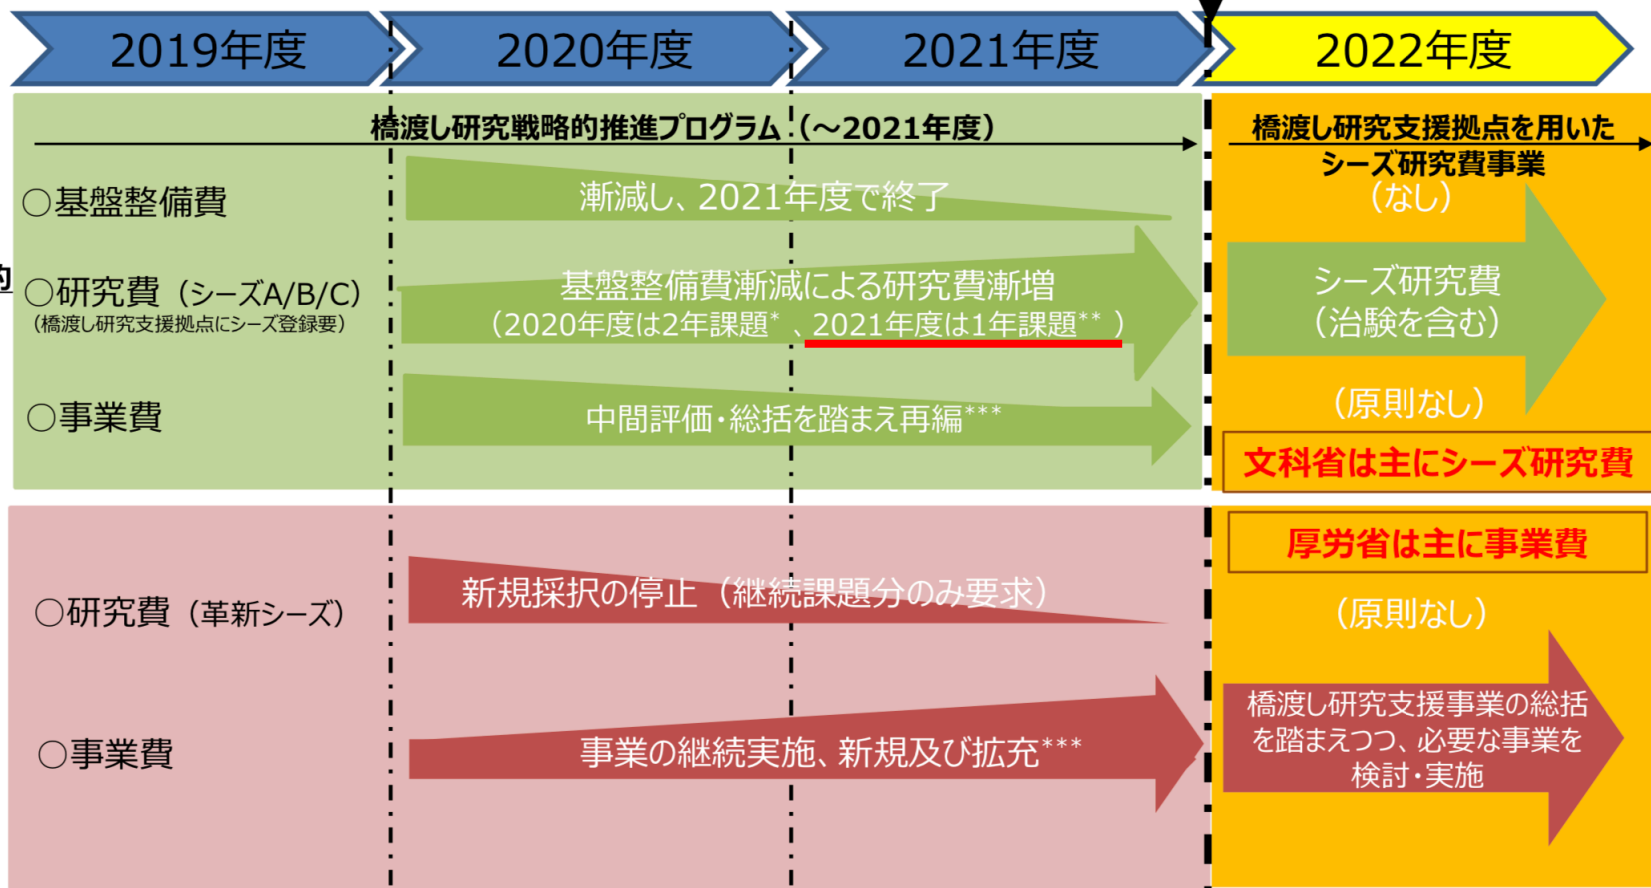 2019年度
2020年度
2021年度
2022年度
橋渡し研究戦略的推進プログラム（～2021年度）
橋渡し研究支援拠点を用いた
シーズ研究費事業
○基盤整備費
漸減し、2021年度で終了
（なし）
的
○研究費（シーズA/B/C）
（橋渡し研究支援拠点にシーズ登録要）
基盤整備費漸減による研究費漸増
（2020年度は2年課題* 、2021年度は1年課題** ）
シーズ研究費
（治験を含む）
○事業費
中間評価・総括を踏まえ再編***
（原則なし）
文科省は主にシーズ研究費
厚労省は主に事業費
○研究費（革新シーズ）
新規採択の停止（継続課題分のみ要求）
（原則なし）
○事業費
事業の継続実施、新規及び拡充***
橋渡し研究支援事業の総括
を踏まえつつ、必要な事業を
検討・実施